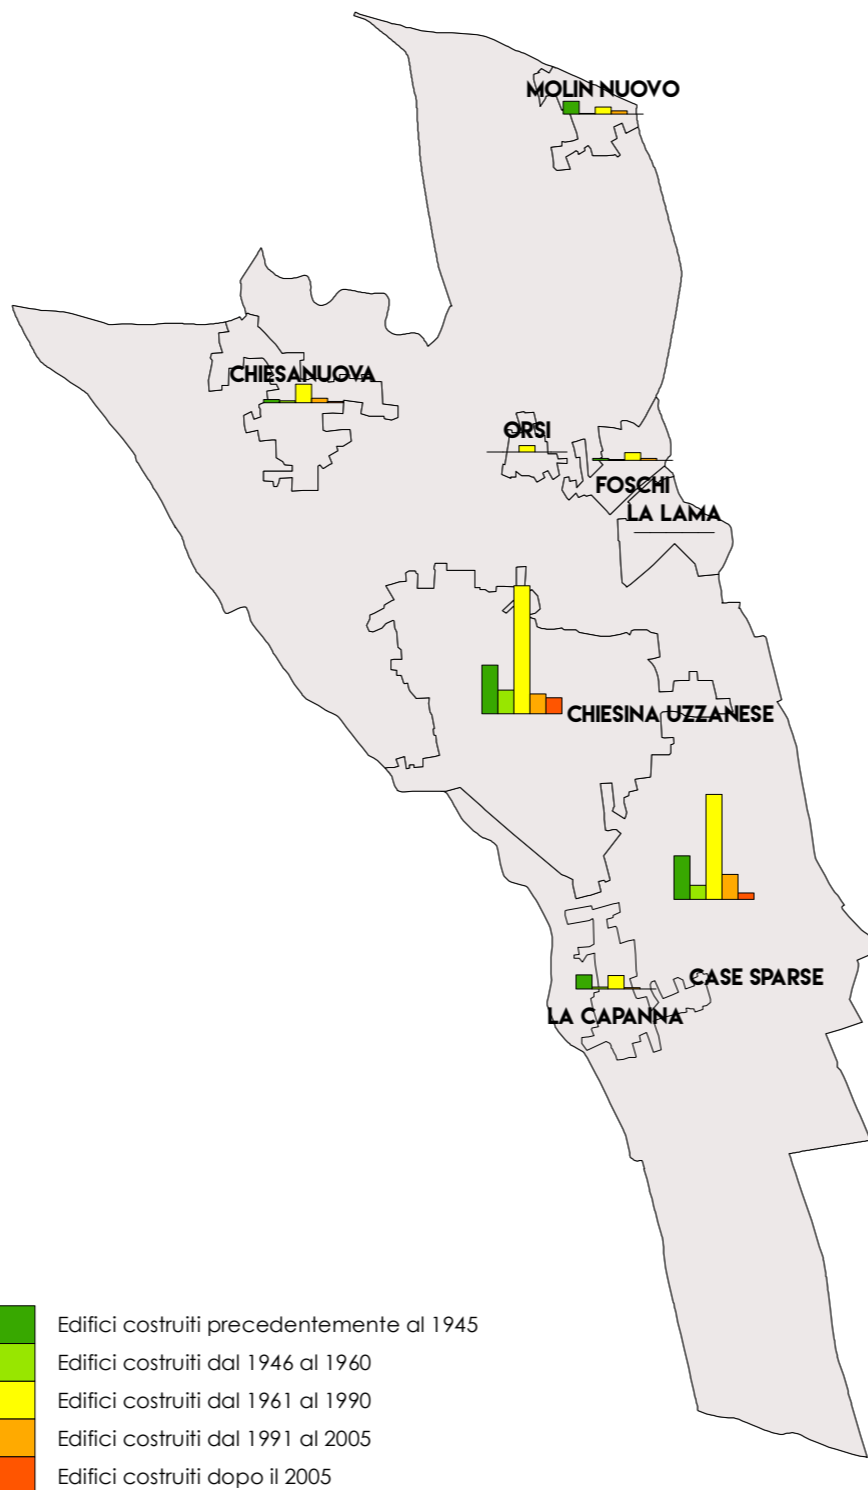 MOLIN NUOVO
CHIESANUOVA
ORSI
FOSCHI
LA LAMA
CHIESINA UZZANESE
CASE SPARSE
LA CAPANNA
Edifici costruiti precedentemente al 1945
Edifici costruiti dal 1946 al 1960
Edifici costruiti dal 1961 al 1990
Edifici costruiti dal 1991 al 2005
Edifici costruiti dopo il 2005